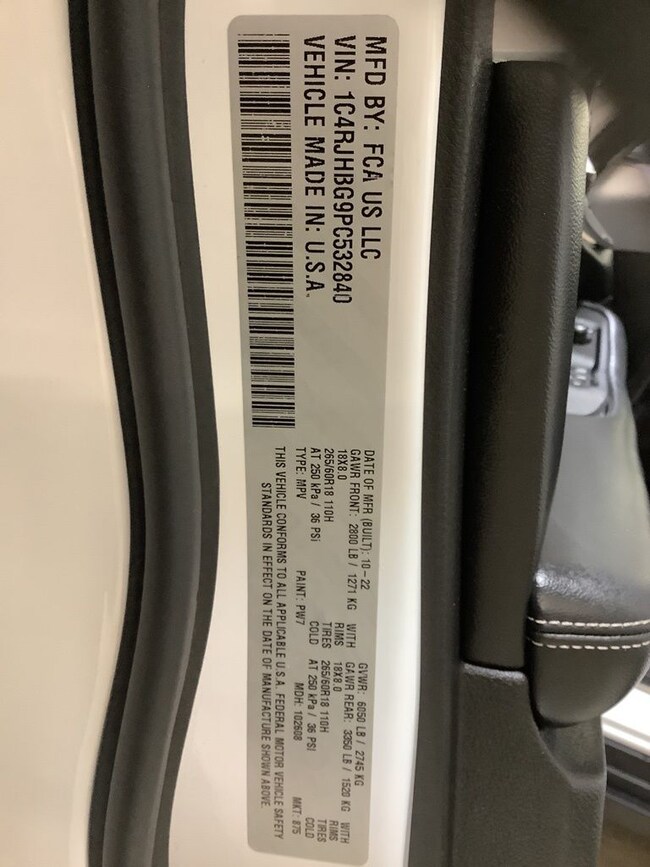 MFD BY: FCA US LLC
VIN: 1C4RJHBG9PC532840
VEHICLE MADE IN: U.S.A.
DATE OF MFR (BUILT): 10-22 GVWR: 6050 LB / 2745 KG
GAWR FRONT: 2800 LB / 1271 KG WITH GAWR REAR: 3350 LB / 1520 KG WITH
18X8.0 RIMS 18X8.0 RIMS
265/60R18 110H TIRES 265/60R18 110H TIRES
AT 250 kPa / 36 PSI COLD AT 250 kPa / 36 PSI COLD
TYPE: MPV PAINT: PW7 MDH: 102608 MKT: 875
THIS VEHICLE CONFORMS TO ALL APPLICABLE U.S.A. FEDERAL MOTOR VEHICLE SAFETY
STANDARDS IN EFFECT ON THE DATE OF MANUFACTURE SHOWN ABOVE